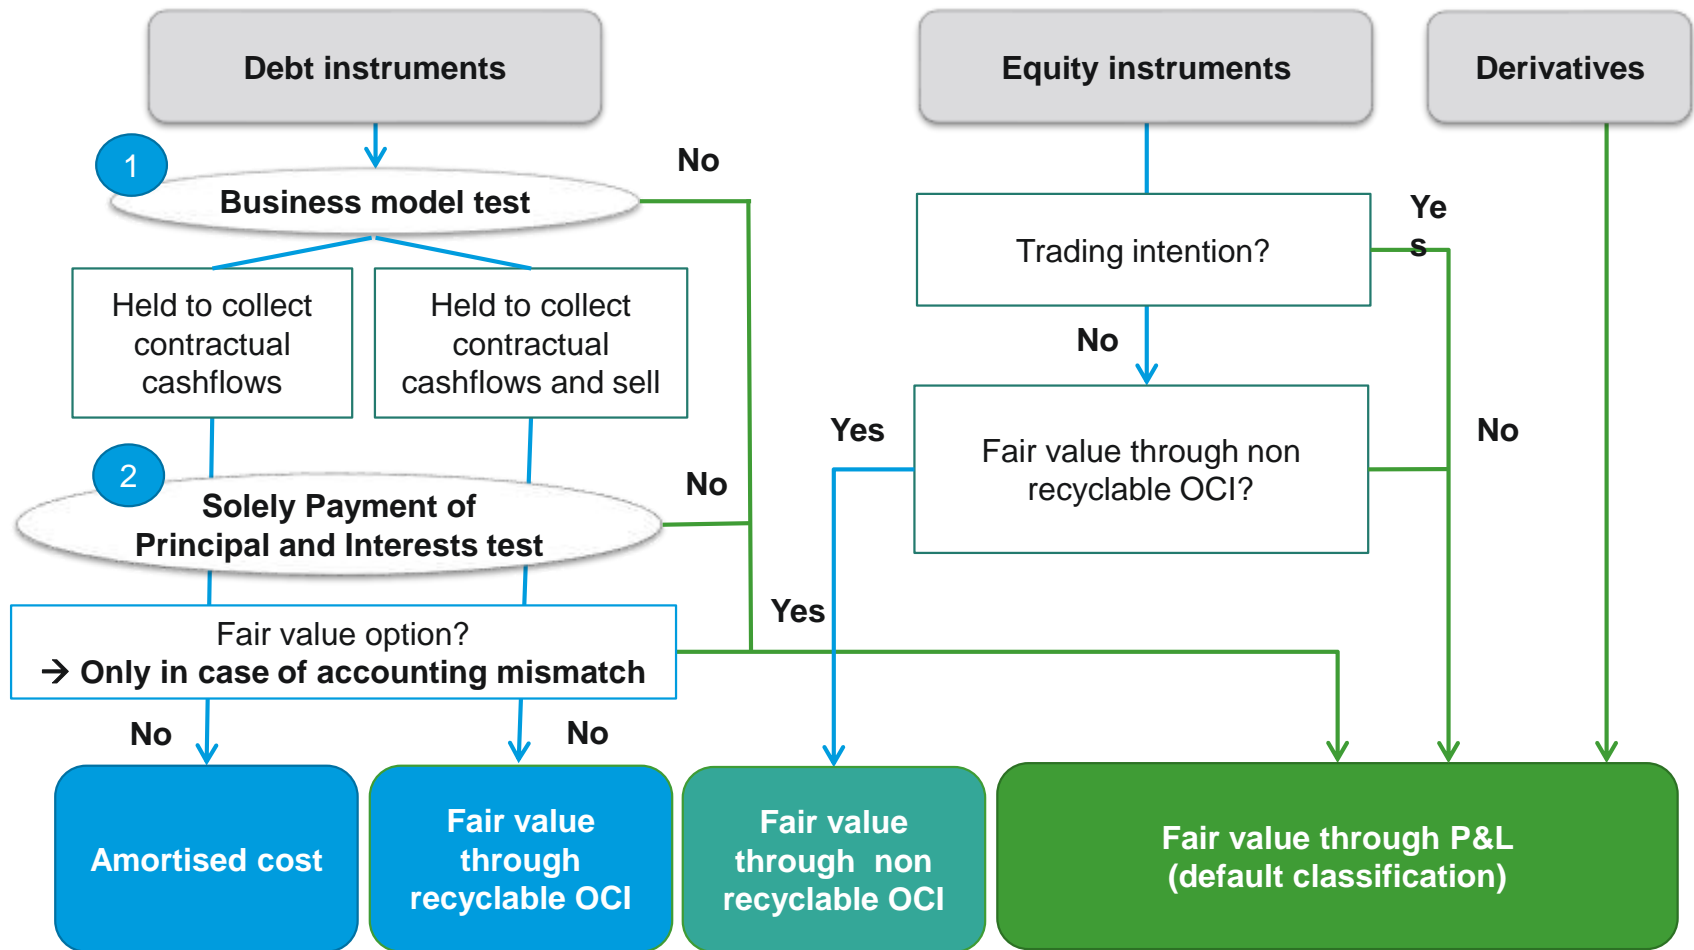 Debt instruments
Equity instruments
Derivatives
1
No
Business model test
Ye
s
Trading intention?
Held to collect
contractual
cashflows
Held to collect
contractual
cashflows and sell
No
Yes
No
Fair value through non
recyclable OCI?
2
No
Solely Payment of
Principal and Interests test
Yes
Fair value option?
→ Only in case of accounting mismatch
No
No
Amortised cost
Fair value
through
recyclable OCI
Fair value
through non
recyclable OCI
Fair value through P&L
(default classification)